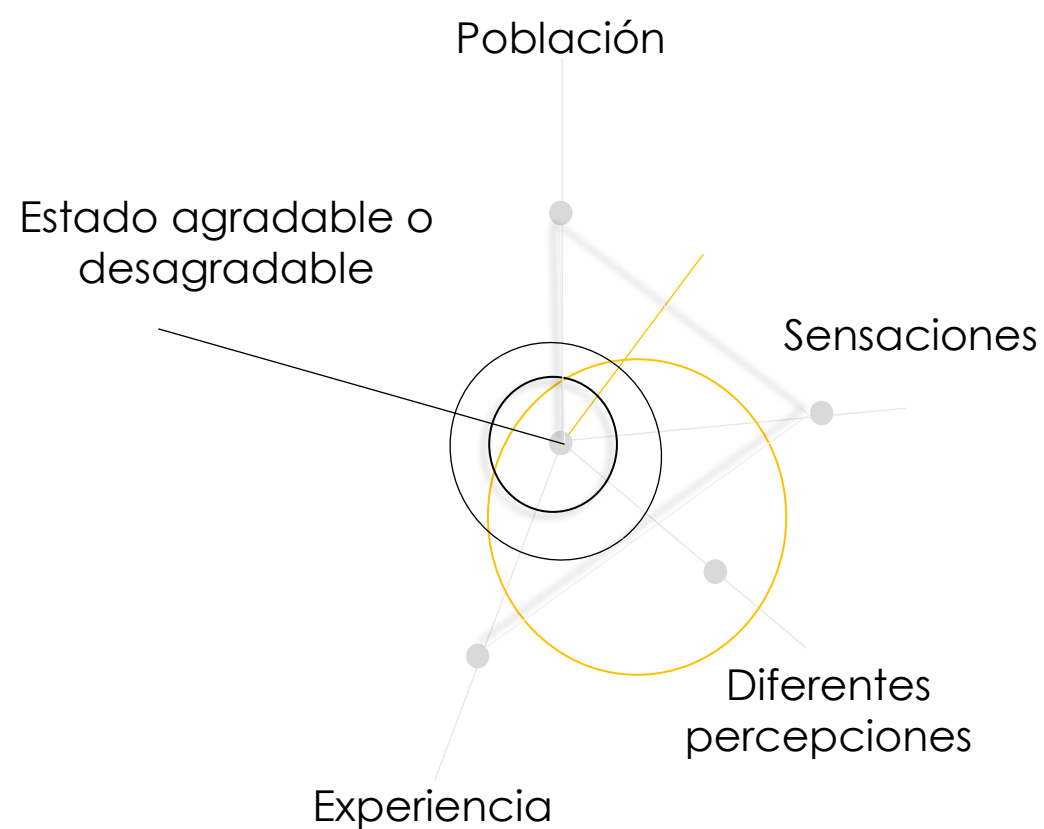 Población
Estado agradable o
desagradable
Sensaciones
Diferentes
percepciones
Experiencia